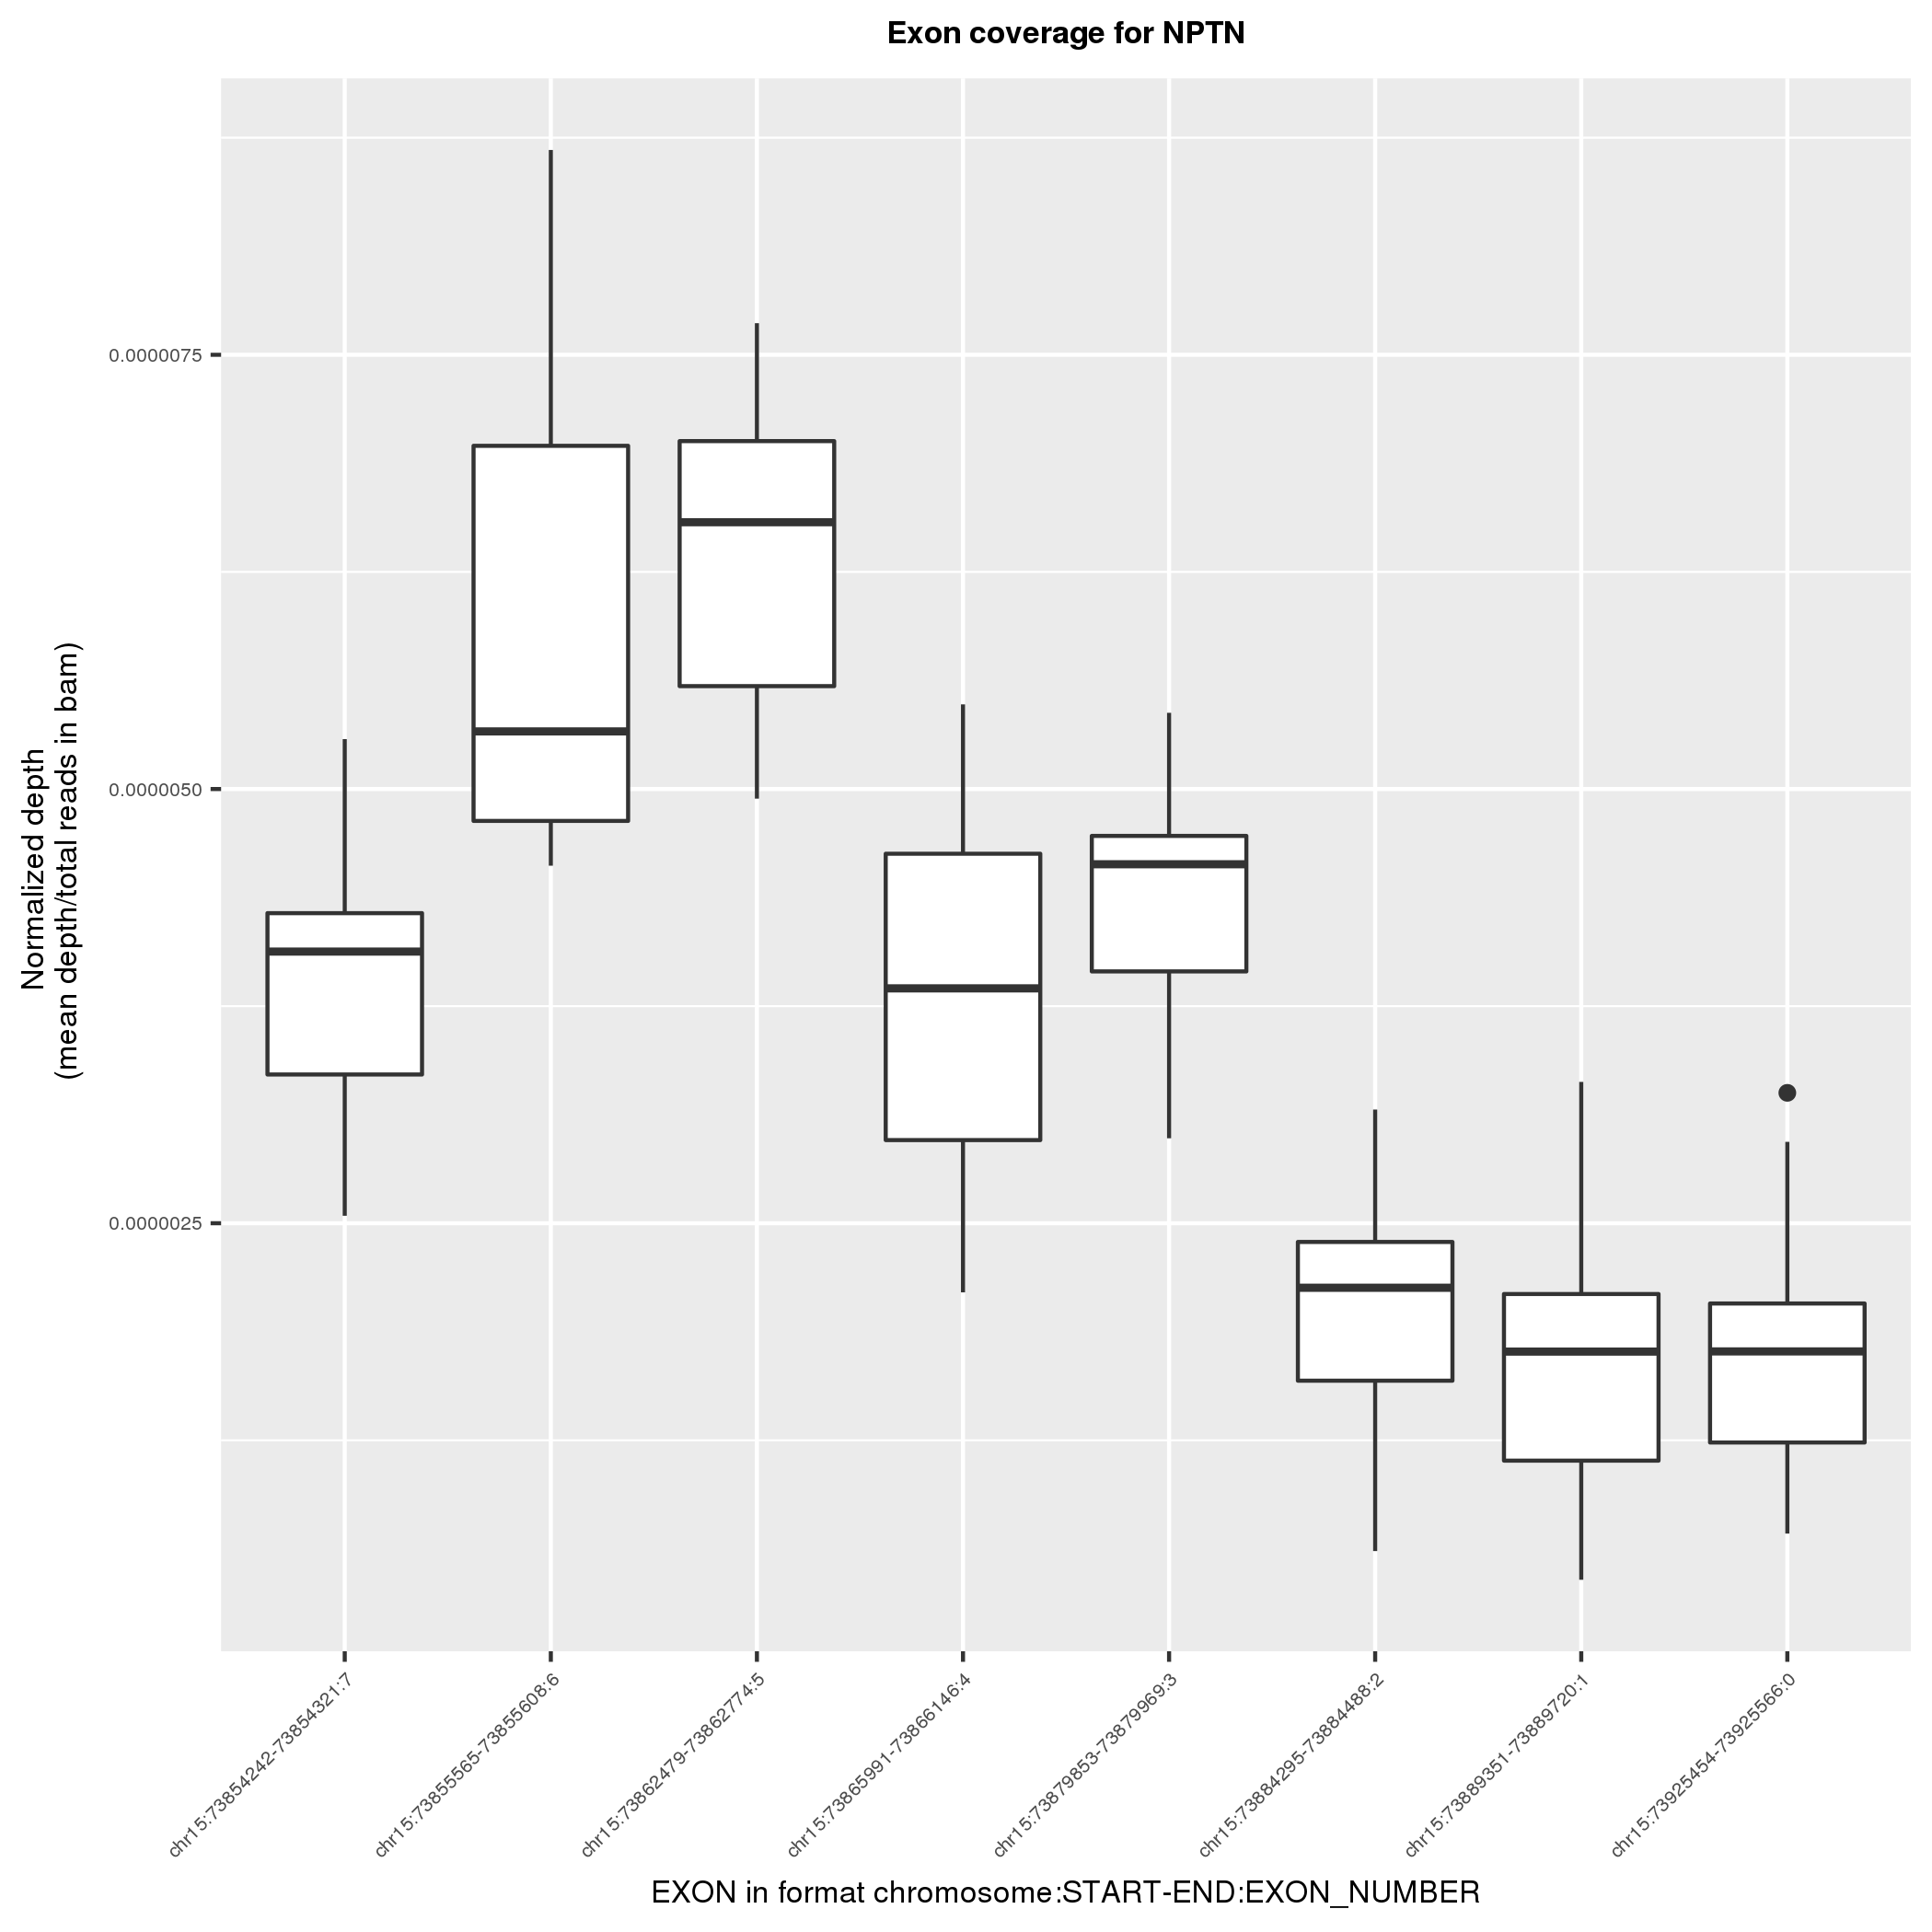 Exon coverage for NPTN
Normalized depth
(mean depth/total reads in bam)
0.0000075
0.0000050
0.0000025
chr15:73854242-73854321:7
chr15:73855565-73855608:6
chr15:73862479-73862774:5
chr15:73865991-73866146:4
chr15:73879853-73879969:3
chr15:73884295-73884488:2
chr15:73889351-73889720:1
chr15:73925454-73925566:0
EXON in format chromosome:START-END:EXON_NUMBER